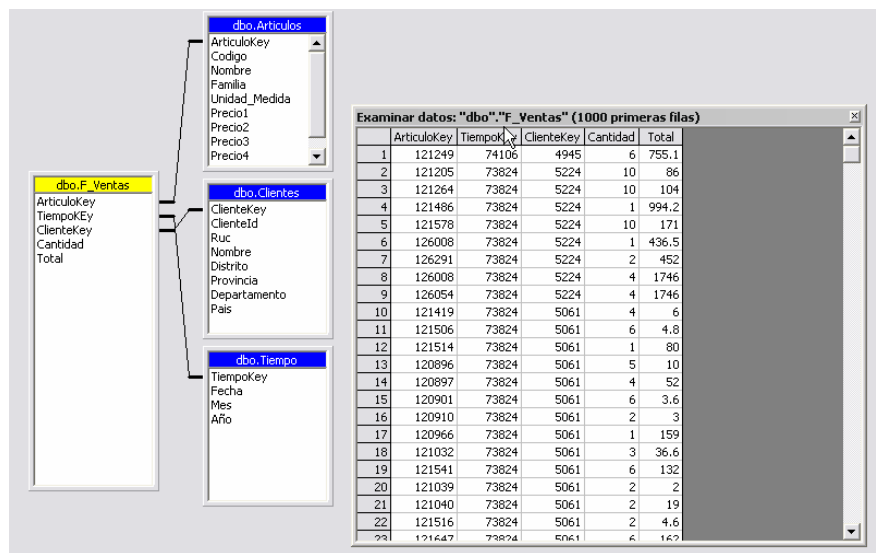 dbo.Articulos
ArticuloKey
Codigo
Nombre
Familia
Unidad_Medida
Precio1
Precio2
Precio3
Precio4
dbo.F_Ventas
ArticuloKey
TiempoKEy
ClienteKey
Cantidad
Total
dbo.Clientes
ClienteKey
ClienteId
Ruc
Nombre
Distrito
Provincia
Departamento
Pais
dbo.Tiempo
TiempoKey
Fecha
Mes
Año
Examinar datos: "dbo"."F_Ventas" (1000 primeras filas)
ArticuloKey TiempoKey ClienteKey Cantidad Total
1 121249 74106 4945 6 755.1
2 121205 73824 5224 10 86
3 121264 73824 5224 10 104
4 121486 73824 5224 1 994.2
5 121578 73824 5224 10 171
6 126008 73824 5224 1 436.5
7 126291 73824 5224 2 452
8 126008 73824 5224 4 1746
9 126054 73824 5224 4 1746
10 121419 73824 5061 4 6
11 121506 73824 5061 6 4.8
12 121514 73824 5061 1 80
13 120896 73824 5061 5 10
14 120897 73824 5061 4 52
15 120901 73824 5061 6 3.6
16 120910 73824 5061 2 3
17 120966 73824 5061 1 159
18 121032 73824 5061 3 36.6
19 121541 73824 5061 6 132
20 121039 73824 5061 2 2
21 121040 73824 5061 2 19
22 121516 73824 5061 2 4.6
23 121647 73824 5061 6 162